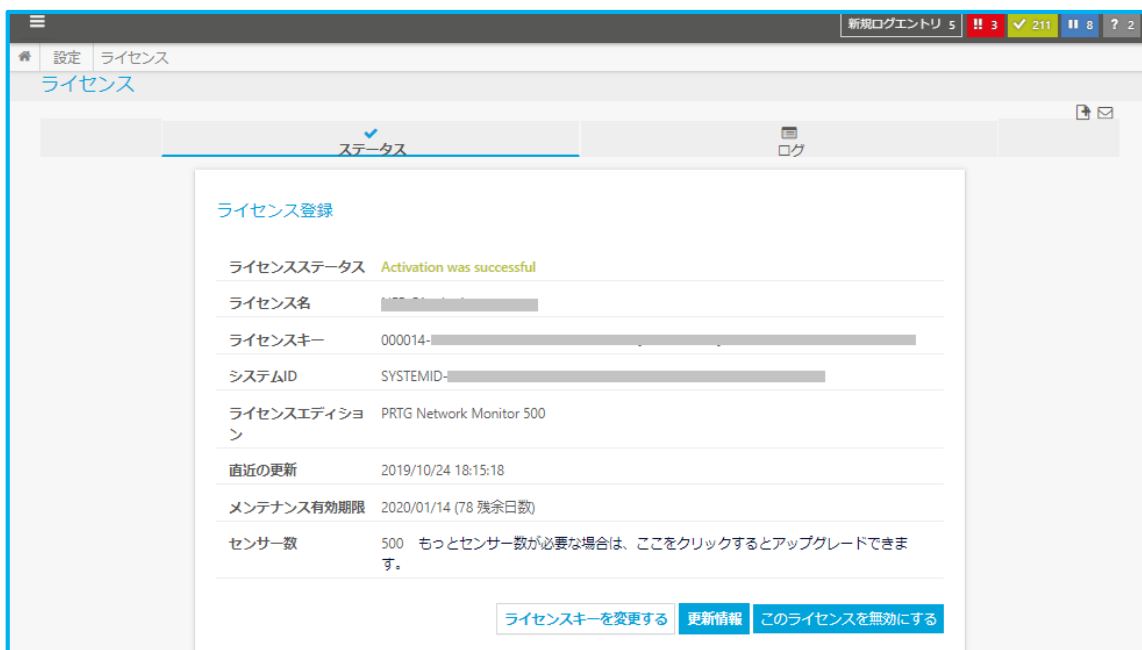 新規ログエントリ 5 !! 3 211 8 ? 2
設定 ライセンス
ライセンス
ステータス ログ
ライセンス登録
ライセンスステータス Activation was successful
ライセンス名
ライセンスキー 000014-
システムID SYSTEMID-
ライセンスエディショ PRTG Network Monitor 500
ン
直近の更新 2019/10/24 18:15:18
メンテナンス有効期限 2020/01/14 (78 残余日数)
センサー数 500 もっとセンサー数が必要な場合は、ここをクリックするとアップグレードできま
す。
ライセンスキーを変更する 更新情報 このライセンスを無効にする